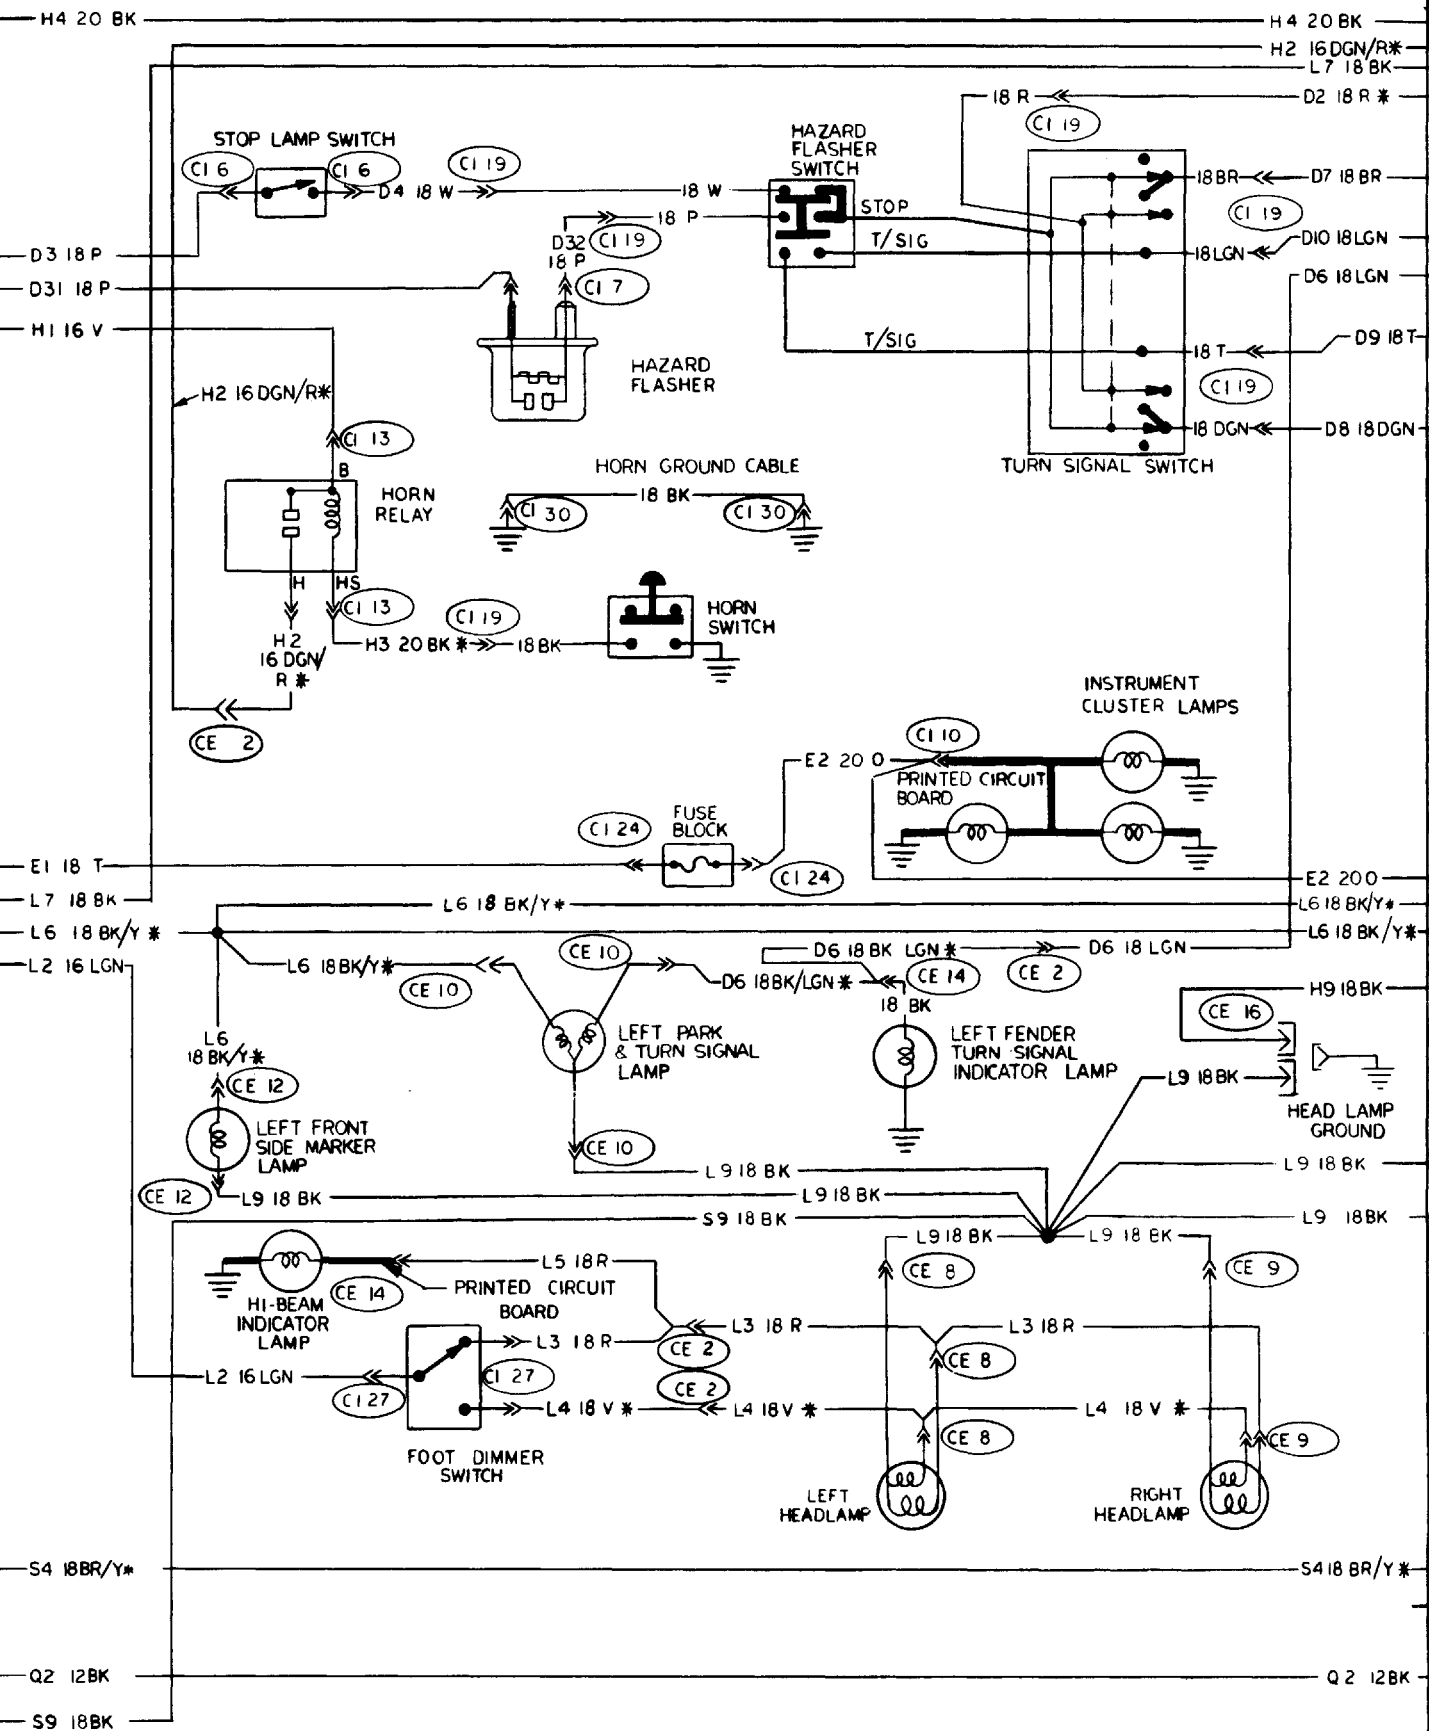 H4 20 BK
H4 20 BK
H2 16 DGN/R*
L7 18 BK
18 R
D2 18 R *
C1 19
STOP LAMP SWITCH
C1 6
C1 6
D4 18 W
C1 19
HAZARD
FLASHER
SWITCH
18 W
18 P
STOP
T/SIG
T/SIG
18 BR
D7 18 BR
C1 19
D10 18 LGN
18 LGN
D6 18 LGN
D9 18 T
18 T
C1 19
18 DGN
D8 18 DGN
TURN SIGNAL SWITCH
D3 18 P
D31 18 P
H1 16 V
D32
18 P
C1 19
C1 7
HAZARD
FLASHER
H2 16 DGN/R*
C1 13
B
HORN
RELAY
HORN GROUND CABLE
18 BK
C1 30
C1 30
H
HS
C1 13
H2
16 DGN/
R *
H3 20 BK *
C1 19
18 BK
HORN
SWITCH
CE 2
INSTRUMENT
CLUSTER LAMPS
C1 10
E2 20 O
PRINTED CIRCUIT
BOARD
FUSE
BLOCK
C1 24
C1 24
E1 18 T
E2 20 O
L7 18 BK
L6 18 BK/Y*
L6 18 BK/Y*
L6 18 BK/Y *
L6 18 BK/Y*
L2 16 LGN
L6 18 BK/Y*
CE 10
CE 10
D6 18 BK LGN *
D6 18 LGN
CE 2
CE 14
D6 18 BK/LGN *
18 BK
H9 18 BK
CE 16
L6
18 BK/Y*
CE 12
LEFT PARK
& TURN SIGNAL
LAMP
LEFT FENDER
TURN SIGNAL
INDICATOR LAMP
L9 18 BK
HEAD LAMP
GROUND
LEFT FRONT
SIDE MARKER
LAMP
CE 12
CE 10
L9 18 BK
L9 18 BK
L9 18 BK
L9 18 BK
S9 18 BK
L9 18BK
L9 18 BK
L9 18 BK
CE 8
CE 9
L5 18 R
CE 14
PRINTED CIRCUIT
BOARD
HI-BEAM
INDICATOR
LAMP
L3 18 R
L3 18 R
L3 18 R
CE 2
CE 8
L2 16 LGN
C1 27
C1 27
CE 2
L4 18 V *
L4 18 V *
L4 18 V *
CE 8
CE 9
FOOT DIMMER
SWITCH
LEFT
HEADLAMP
RIGHT
HEADLAMP
S4 18BR/Y*
S4 18 BR/Y *
Q2 12BK
Q2 12BK
S9 18BK